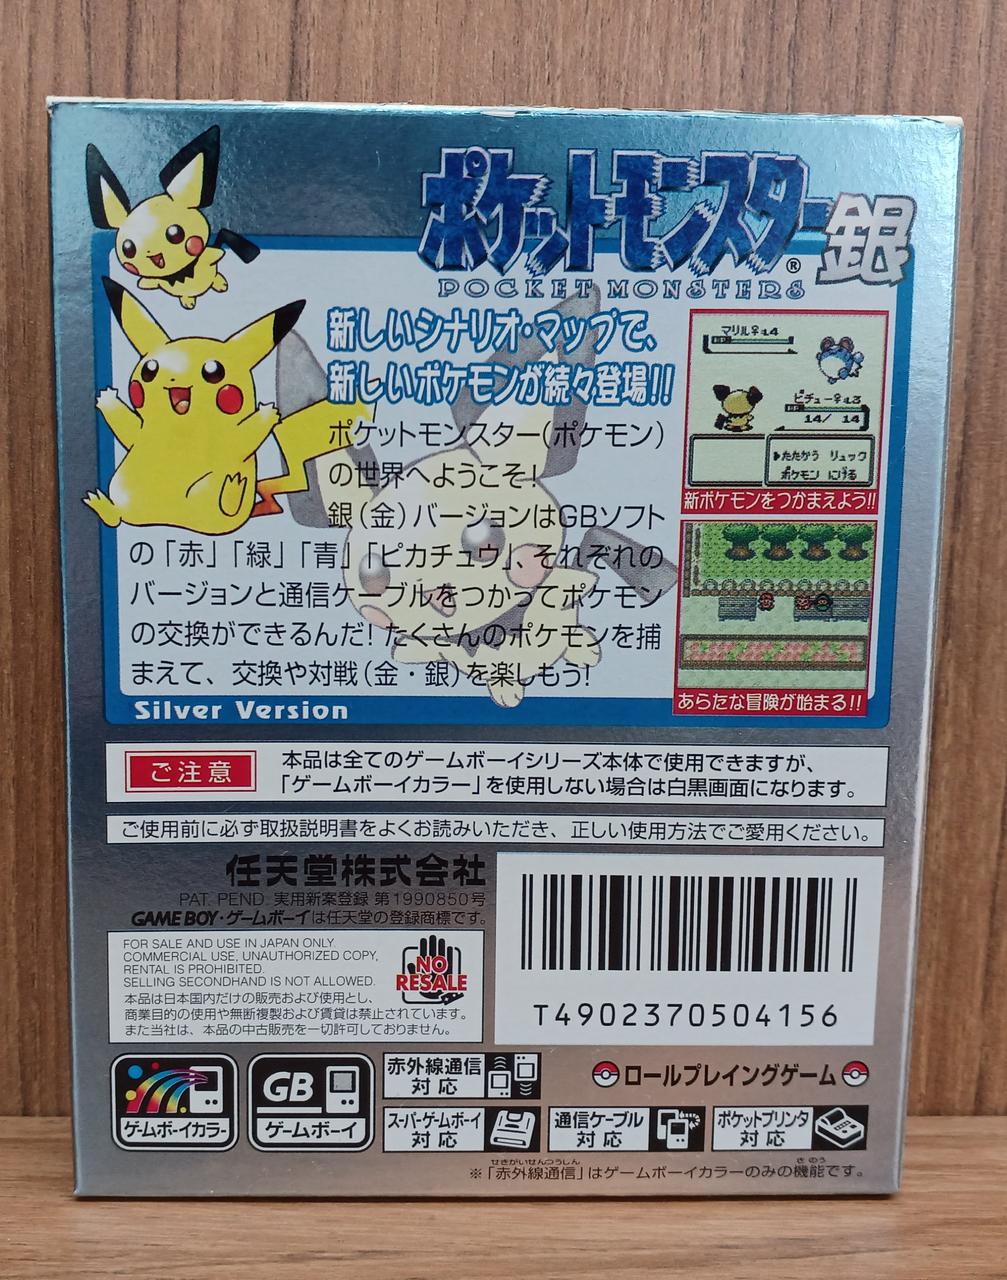 ポケットモンスター銀
®
POCKET MONSTERS
新しいシナリオ・マップで、
新しいポケモンが続々登場!!
ポケットモンスター(ポケモン)
の世界へようこそ!
銀(金)バージョンはGBソフト
の「赤」「緑」「青」「ピカチュウ」、それぞれの
バージョンと通信ケーブルをつかってポケモン
の交換ができるんだ! たくさんのポケモンを捕
まえて、交換や対戦(金・銀)を楽しもう!
Silver Version
マリル♀:L4
ピチュー♀:L3
14/ 14
▶たたかう リュック
ポケモン にげる
新ポケモンをつかまえよう!!
あらたな冒険が始まる!!
ご注意
本品は全てのゲームボーイシリーズ本体で使用できますが、
「ゲームボーイカラー」を使用しない場合は白黒画面になります。
ご使用前に必ず取扱説明書をよくお読みいただき、正しい使用方法でご愛用ください。
任天堂株式会社
PAT. PEND. 実用新案登録 第1990850号
GAME BOY・ゲームボーイは任天堂の登録商標です。
FOR SALE AND USE IN JAPAN ONLY
COMMERCIAL USE, UNAUTHORIZED COPY,
RENTAL IS PROHIBITED.
SELLING SECONDHAND IS NOT ALLOWED.
本品は日本国内だけの販売および使用とし、
商業目的の使用や無断複製および賃貸は禁止されています。
また当社は、本品の中古販売を一切許可しておりません。
NO
RESALE
T4902370504156
ゲームボーイカラー
GB
ゲームボーイ
赤外線通信
対応
ロールプレイングゲーム
スーパーゲームボーイ
対応
通信ケーブル
対応
ポケットプリンタ
対応
せきがいせんつうしん
きのう
※「赤外線通信」はゲームボーイカラーのみの機能です。